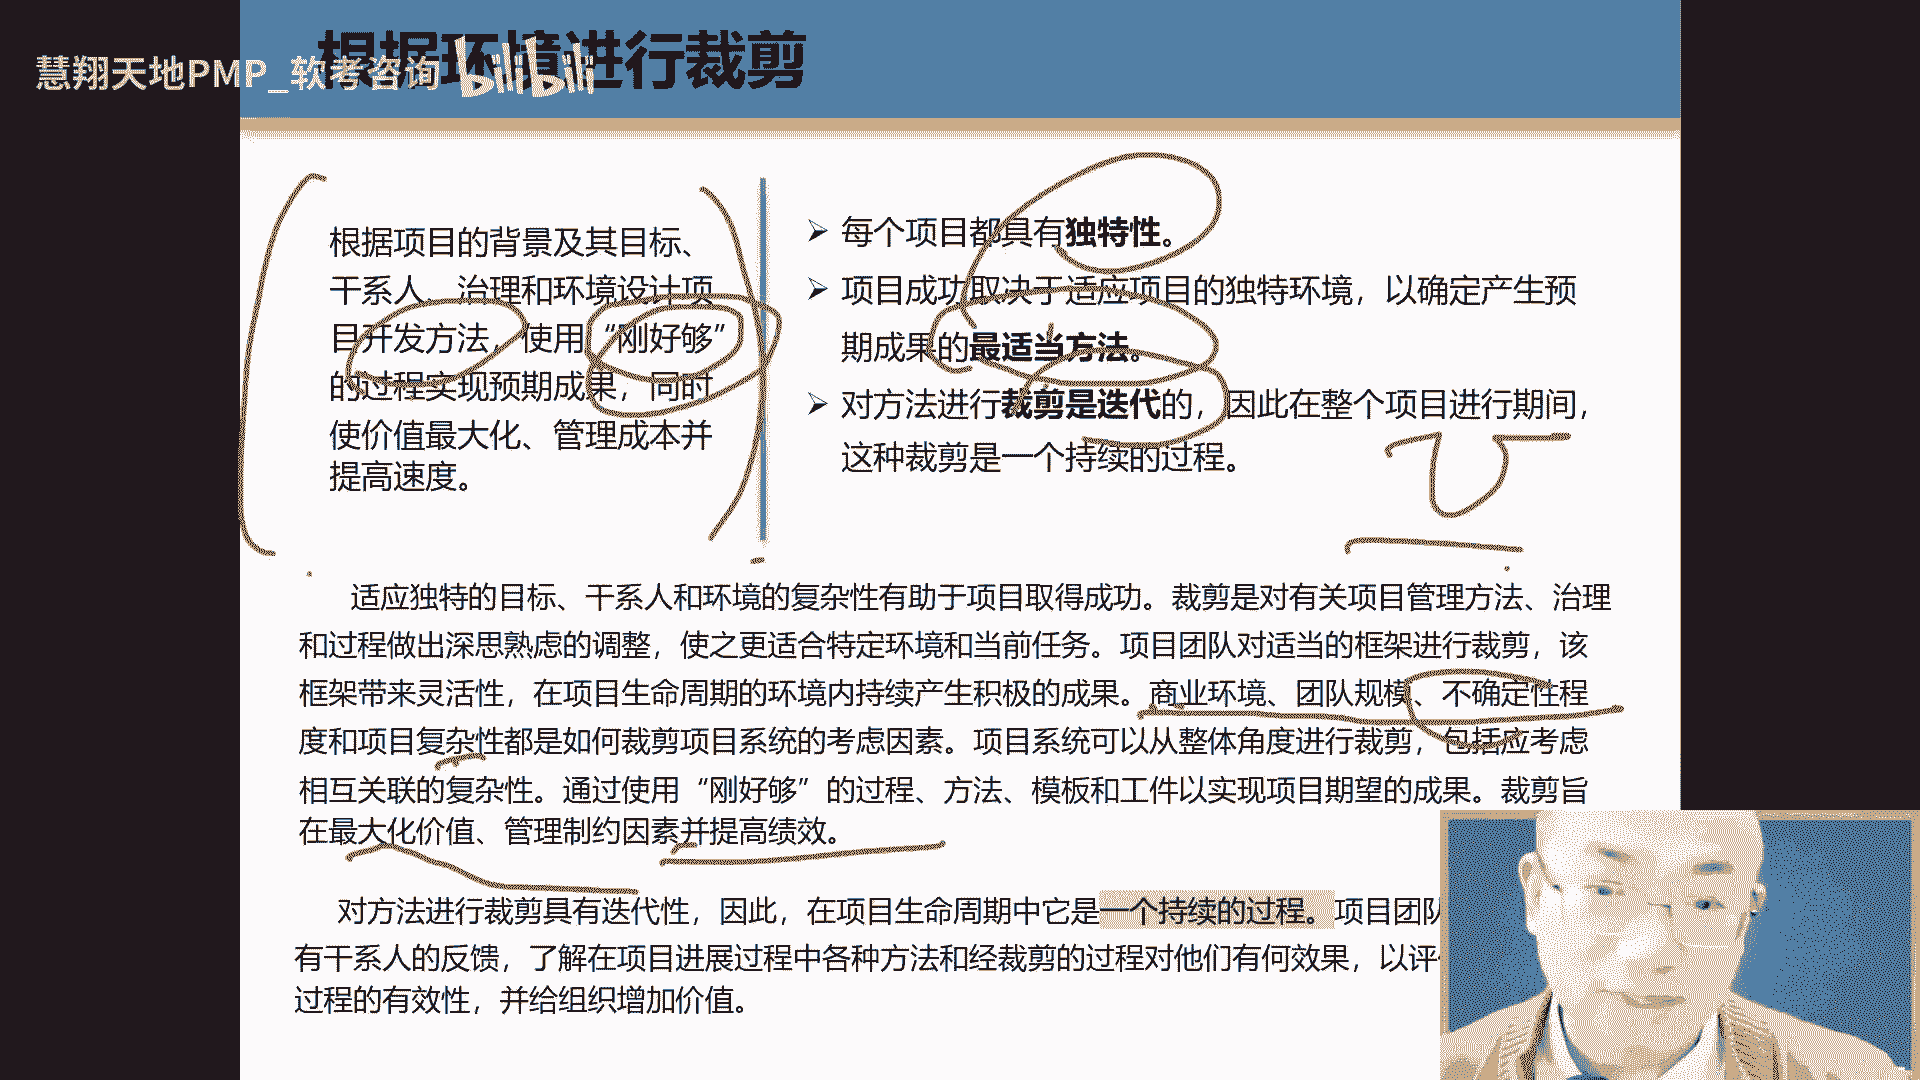 根据环境进行裁剪
慧翔天地PMP_软考咨询
bilibili
根据项目的背景及其目标、
干系人、治理和环境设计项
目开发方法，使用“刚好够”
的过程实现预期成果，同时
使价值最大化、管理成本并
提高速度。
每个项目都具有独特性。
项目成功取决于适应项目的独特环境，以确定产生预
期成果的最适当方法。
对方法进行裁剪是迭代的，因此在整个项目进行期间，
这种裁剪是一个持续的过程。
适应独特的目标、干系人和环境的复杂性有助于项目取得成功。裁剪是对有关项目管理方法、治理
和过程做出深思熟虑的调整，使之更适合特定环境和当前任务。项目团队对适当的框架进行裁剪，该
框架带来灵活性，在项目生命周期的环境内持续产生积极的成果。商业环境、团队规模、不确定性程
度和项目复杂性都是如何裁剪项目系统的考虑因素。项目系统可以从整体角度进行裁剪，包括应考虑
相互关联的复杂性。通过使用“刚好够”的过程、方法、模板和工件以实现项目期望的成果。裁剪旨
在最大化价值、管理制约因素并提高绩效。
对方法进行裁剪具有迭代性，因此，在项目生命周期中它是一个持续的过程。项目团
有干系人的反馈，了解在项目进展过程中各种方法和经裁剪的过程对他们有何效果，以评
过程的有效性，并给组织增加价值。